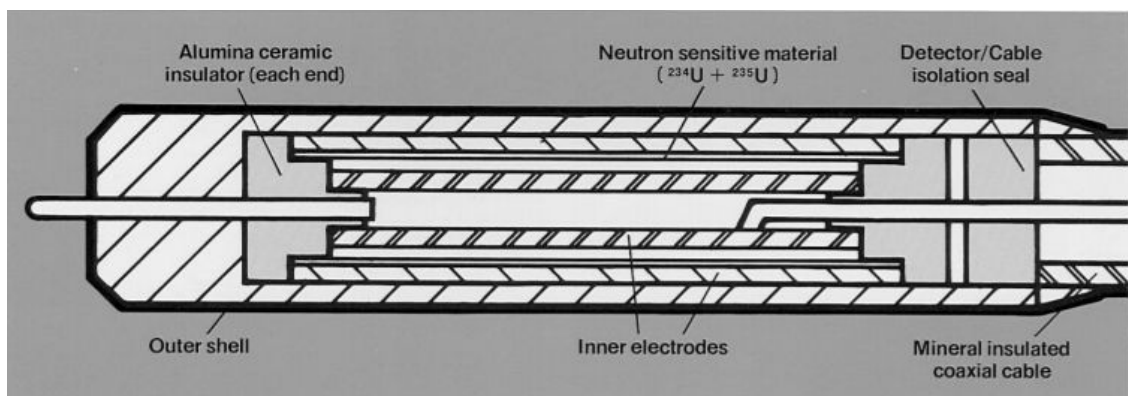 Alumina ceramic
insulator (each end)
Neutron sensitive material
( ²³⁴U + ²³⁵U )
Detector/Cable
isolation seal
Outer shell
Inner electrodes
Mineral insulated
coaxial cable